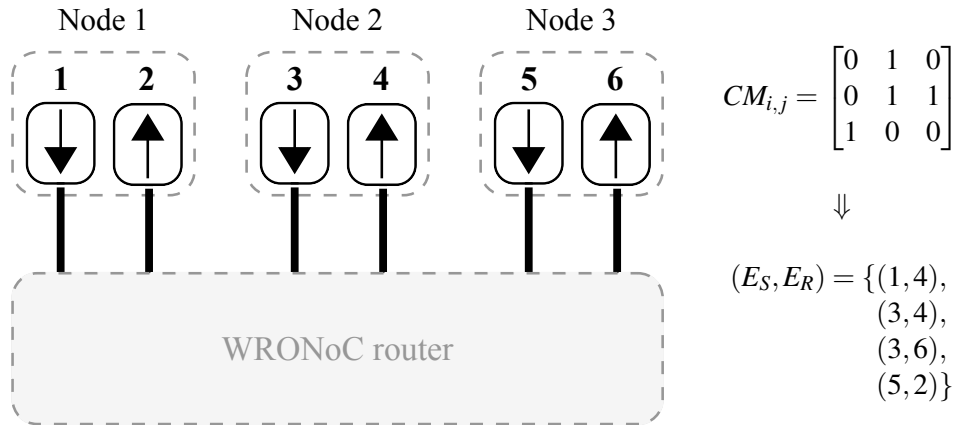 Node 1 Node 2 Node 3
1 2 3 4 5 6
CM_{i,j} = [0 1 0
0 1 1
1 0 0]
⇓
(E_S, E_R) = {(1,4),
(3,4),
(3,6),
(5,2)}
WRONoC router